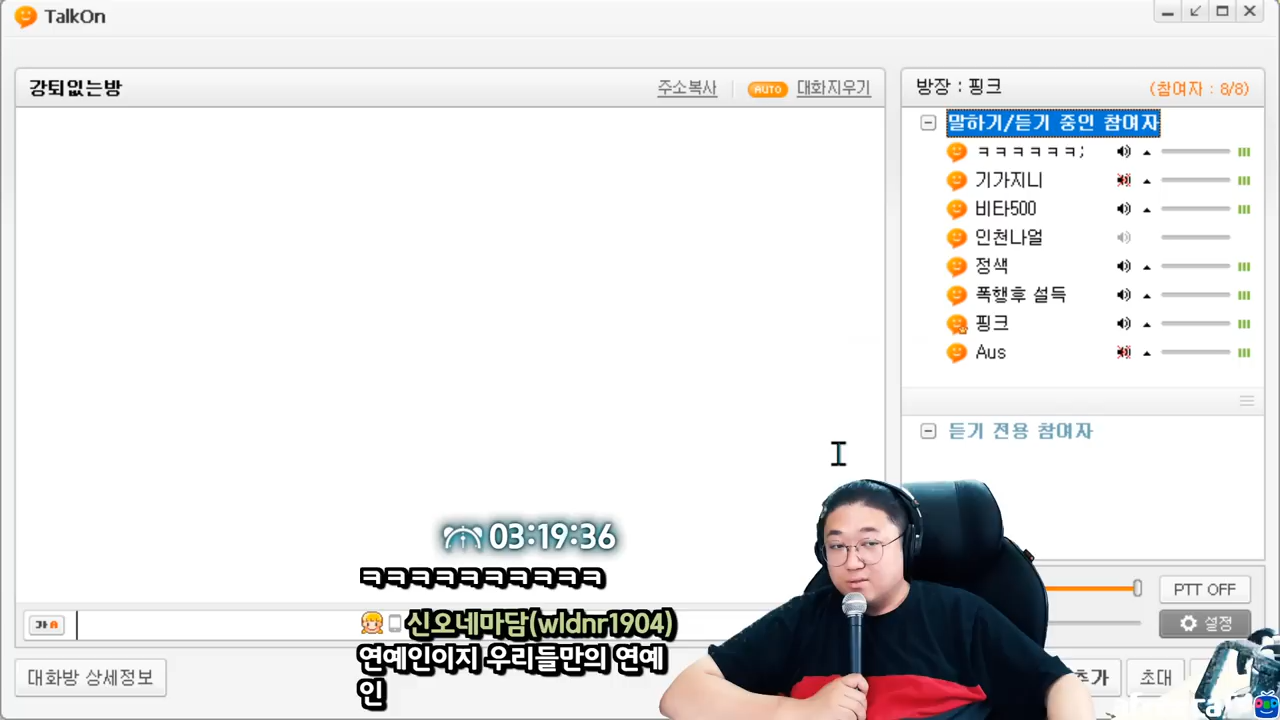 TalkOn
강퇴없는방
주소복사
AUTO
대화지우기
방장 : 핑크
(참여자 : 8/8)
말하기/듣기 중인 참여자
ㅋㅋㅋㅋㅋㅋ;
기가지니
비타500
인천나얼
정색
폭행후 설득
핑크
Aus
듣기 전용 참여자
03:19:36
ㅋㅋㅋㅋㅋㅋㅋㅋㅋㅋ
PTT OFF
가A
신오네마담(wldnr1904)
설정
연예인이지 우리들만의 연예
인
대화방 상세정보
추가
초대